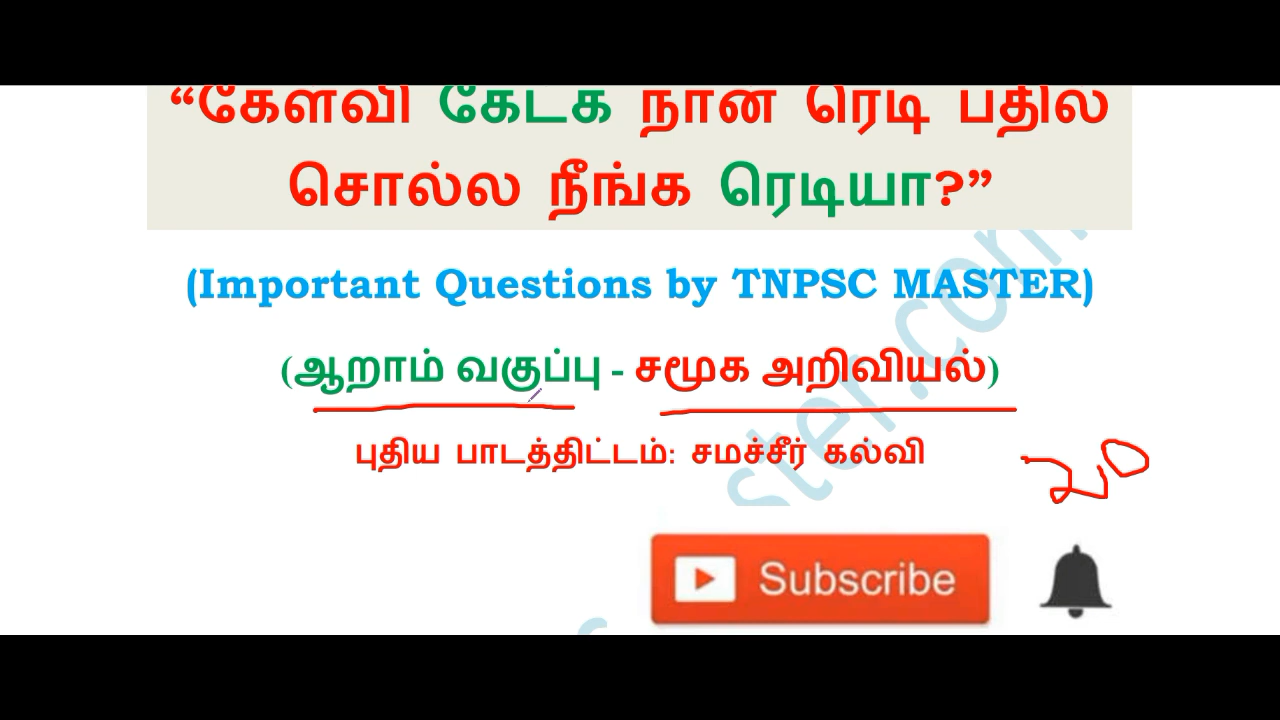 “கேள்வி கேட்க நான் ரெடி பதில்
சொல்ல நீங்க ரெடியா?”
(Important Questions by TNPSC MASTER)
(ஆறாம் வகுப்பு - சமூக அறிவியல்)
புதிய பாடத்திட்டம்: சமச்சீர் கல்வி
20
Subscribe